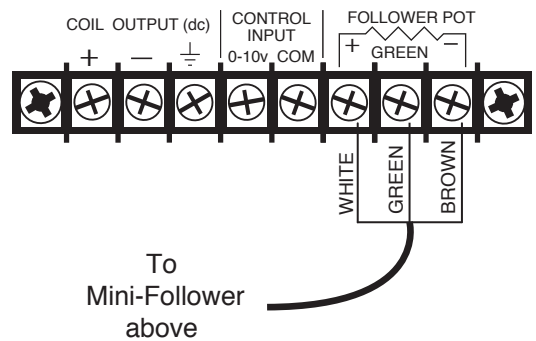 COIL OUTPUT (dc)
+ −
CONTROL
INPUT
0-10v COM
FOLLOWER POT
+ −
GREEN
WHITE
GREEN
BROWN
To
Mini-Follower
above